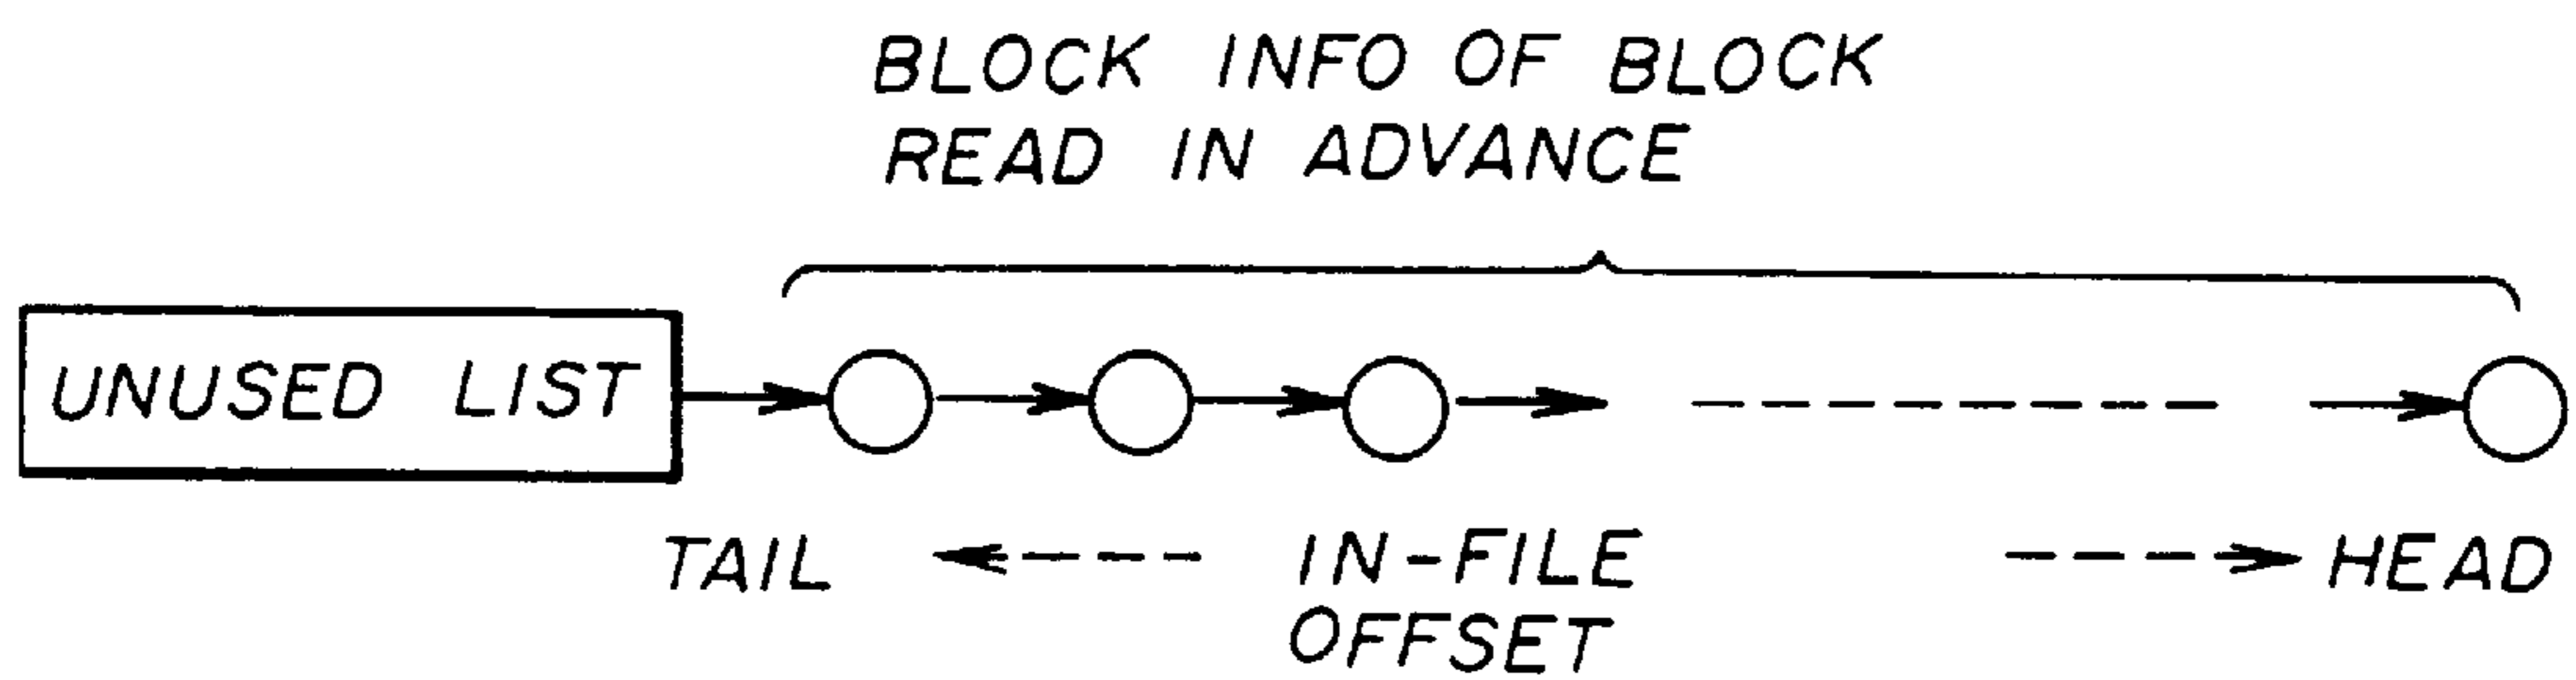 BLOCK INFO OF BLOCK
READ IN ADVANCE
UNUSED LIST
TAIL
IN-FILE
OFFSET
HEAD